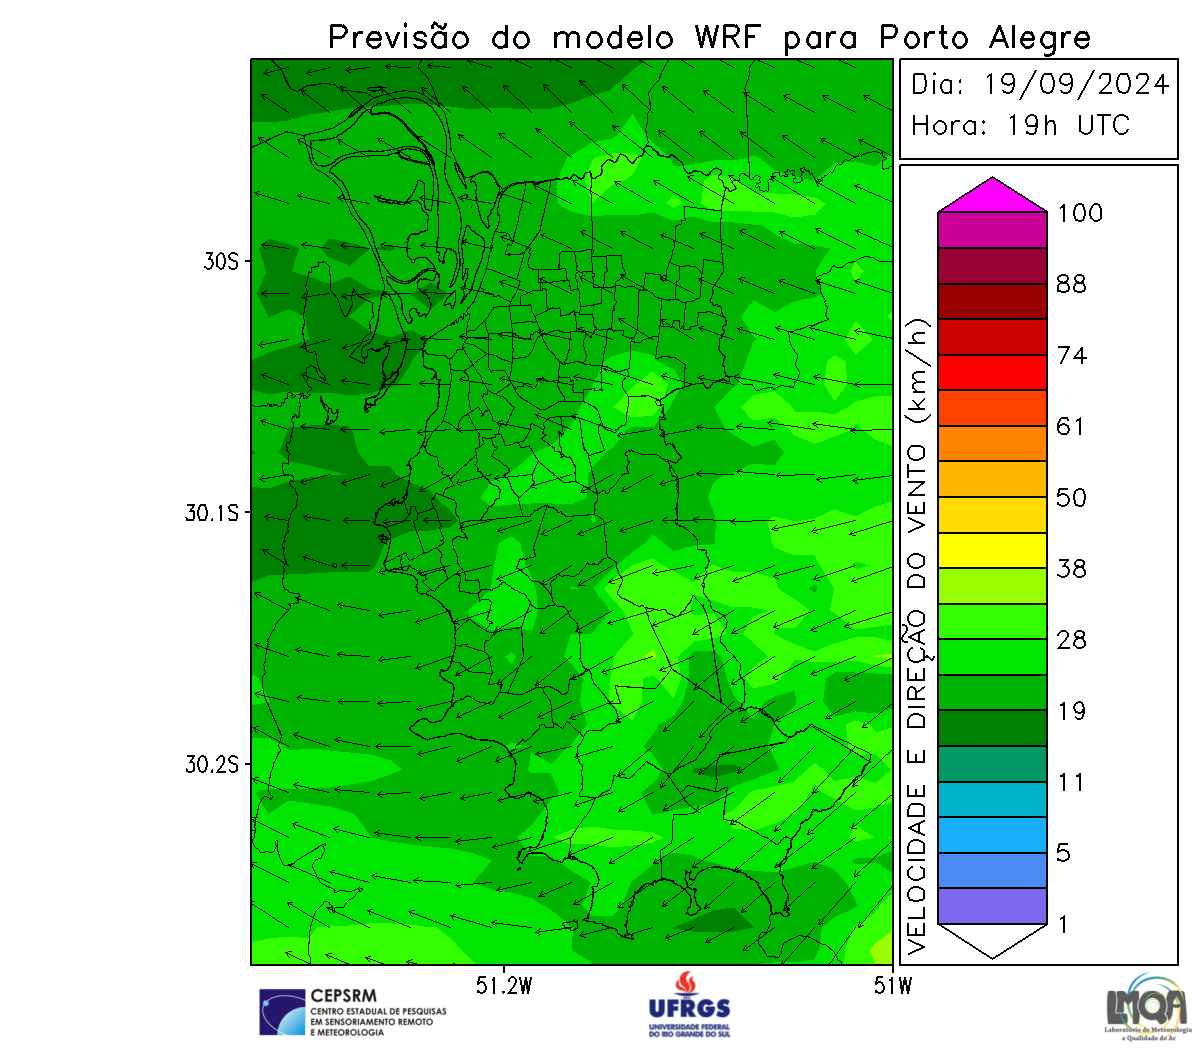 Previsão do modelo WRF para Porto Alegre
Dia: 19/09/2024
Hora: 19h UTC
30S
30.1S
30.2S
51.2W
51W
VELOCIDADE E DIREÇÃO DO VENTO (km/h)
100
88
74
61
50
38
28
19
11
5
1
CEPSRM
CENTRO ESTADUAL DE PESQUISAS
EM SENSORIAMENTO REMOTO
E METEOROLOGIA
UFRGS
UNIVERSIDADE FEDERAL
DO RIO GRANDE DO SUL
LMQA
Laboratório de Meteorologia
e Qualidade do Ar